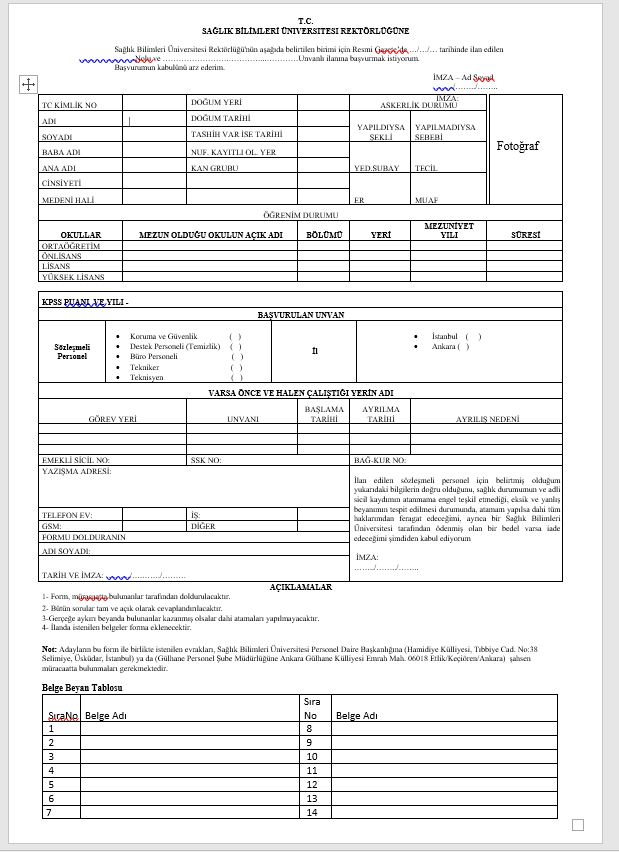 T.C.
SAĞLIK BİLİMLERİ ÜNİVERSİTESİ REKTÖRLÜĞÜNE
Sağlık Bilimleri Üniversitesi Rektörlüğü'nün aşağıda belirtilen birimi için Resmi Gazete'de …/…/… tarihinde ilan edilen
Nolu ve ……………………………………………Unvanlı ilanına başvurmak istiyorum.
Başvurumun kabulünü arz ederim.
İMZA – Ad Soyad
……/……../……..
İMZA:
TC KİMLİK NO DOĞUM YERİ ASKERLİK DURUMU
ADI DOĞUM TARİHİ YAPILDIYSA ŞEKLİ YAPILMADIYSA SEBEBİ Fotoğraf
SOYADI TASHİH VAR İSE TARİHİ
BABA ADI NUF. KAYITLI OL. YER
ANA ADI KAN GRUBU YED.SUBAY TECİL
CİNSİYETİ
MEDENİ HALİ ER MUAF
ÖĞRENİM DURUMU
OKULLAR MEZUN OLDUĞU OKULUN AÇIK ADI BÖLÜMÜ YERİ MEZUNİYET YILI SÜRESİ
ORTAÖĞRETİM
ÖNLİSANS
LİSANS
YÜKSEK LİSANS
KPSS PUANI VE YILI -
BAŞVURULAN UNVAN
Sözleşmeli Personel
• Koruma ve Güvenlik ( )
• Destek Personeli (Temizlik) ( )
• Büro Personeli ( )
• Tekniker ( )
• Teknisyen ( )
İl
• İstanbul ( )
• Ankara ( )
VARSA ÖNCE VE HALEN ÇALIŞTIĞI YERİN ADI
GÖREV YERİ UNVANI BAŞLAMA TARİHİ AYRILMA TARİHİ AYRILIŞ NEDENİ
EMEKLİ SİCİL NO: SSK NO: BAĞ-KUR NO:
YAZIŞMA ADRESİ:
TELEFON EV: İŞ:
GSM: DİĞER
FORMU DOLDURANIN
ADI SOYADI:
TARİH VE İMZA: ……/………../………
İlan edilen sözleşmeli personel için belirtmiş olduğum
yukarıdaki bilgilerin doğru olduğunu, sağlık durumumun ve adli
sicil kaydımın atanmama engel teşkil etmediği, eksik ve yanlış
beyanımın tespit edilmesi durumunda, atamam yapılsa dahi tüm
haklarımdan feragat edeceğimi, ayrıca bir Sağlık Bilimleri
Üniversitesi tarafından ödenmiş olan bir bedel varsa iade
edeceğimi şimdiden kabul ediyorum
İMZA:
……../……../……..
AÇIKLAMALAR
1- Form, müracaatta bulunanlar tarafından doldurulacaktır.
2- Bütün sorular tam ve açık olarak cevaplandırılacaktır.
3-Gerçeğe aykırı beyanda bulunanlar kazanmış olsalar dahi atamaları yapılmayacaktır.
4- İlanda istenilen belgeler forma eklenecektir.
Not: Adayların bu form ile birlikte istenilen evrakları, Sağlık Bilimleri Üniversitesi Personel Daire Başkanlığına (Hamidiye Külliyesi, Tıbbiye Cad. No:38
Selimiye, Üsküdar, İstanbul) ya da (Gülhane Personel Şube Müdürlüğüne Ankara Gülhane Külliyesi Emrah Mah. 06018 Etlik/Keçiören/Ankara) şahsen
müracaatta bulunmaları gerekmektedir.
Belge Beyan Tablosu
SıraNo Belge Adı Sıra No Belge Adı
1 8
2 9
3 10
4 11
5 12
6 13
7 14